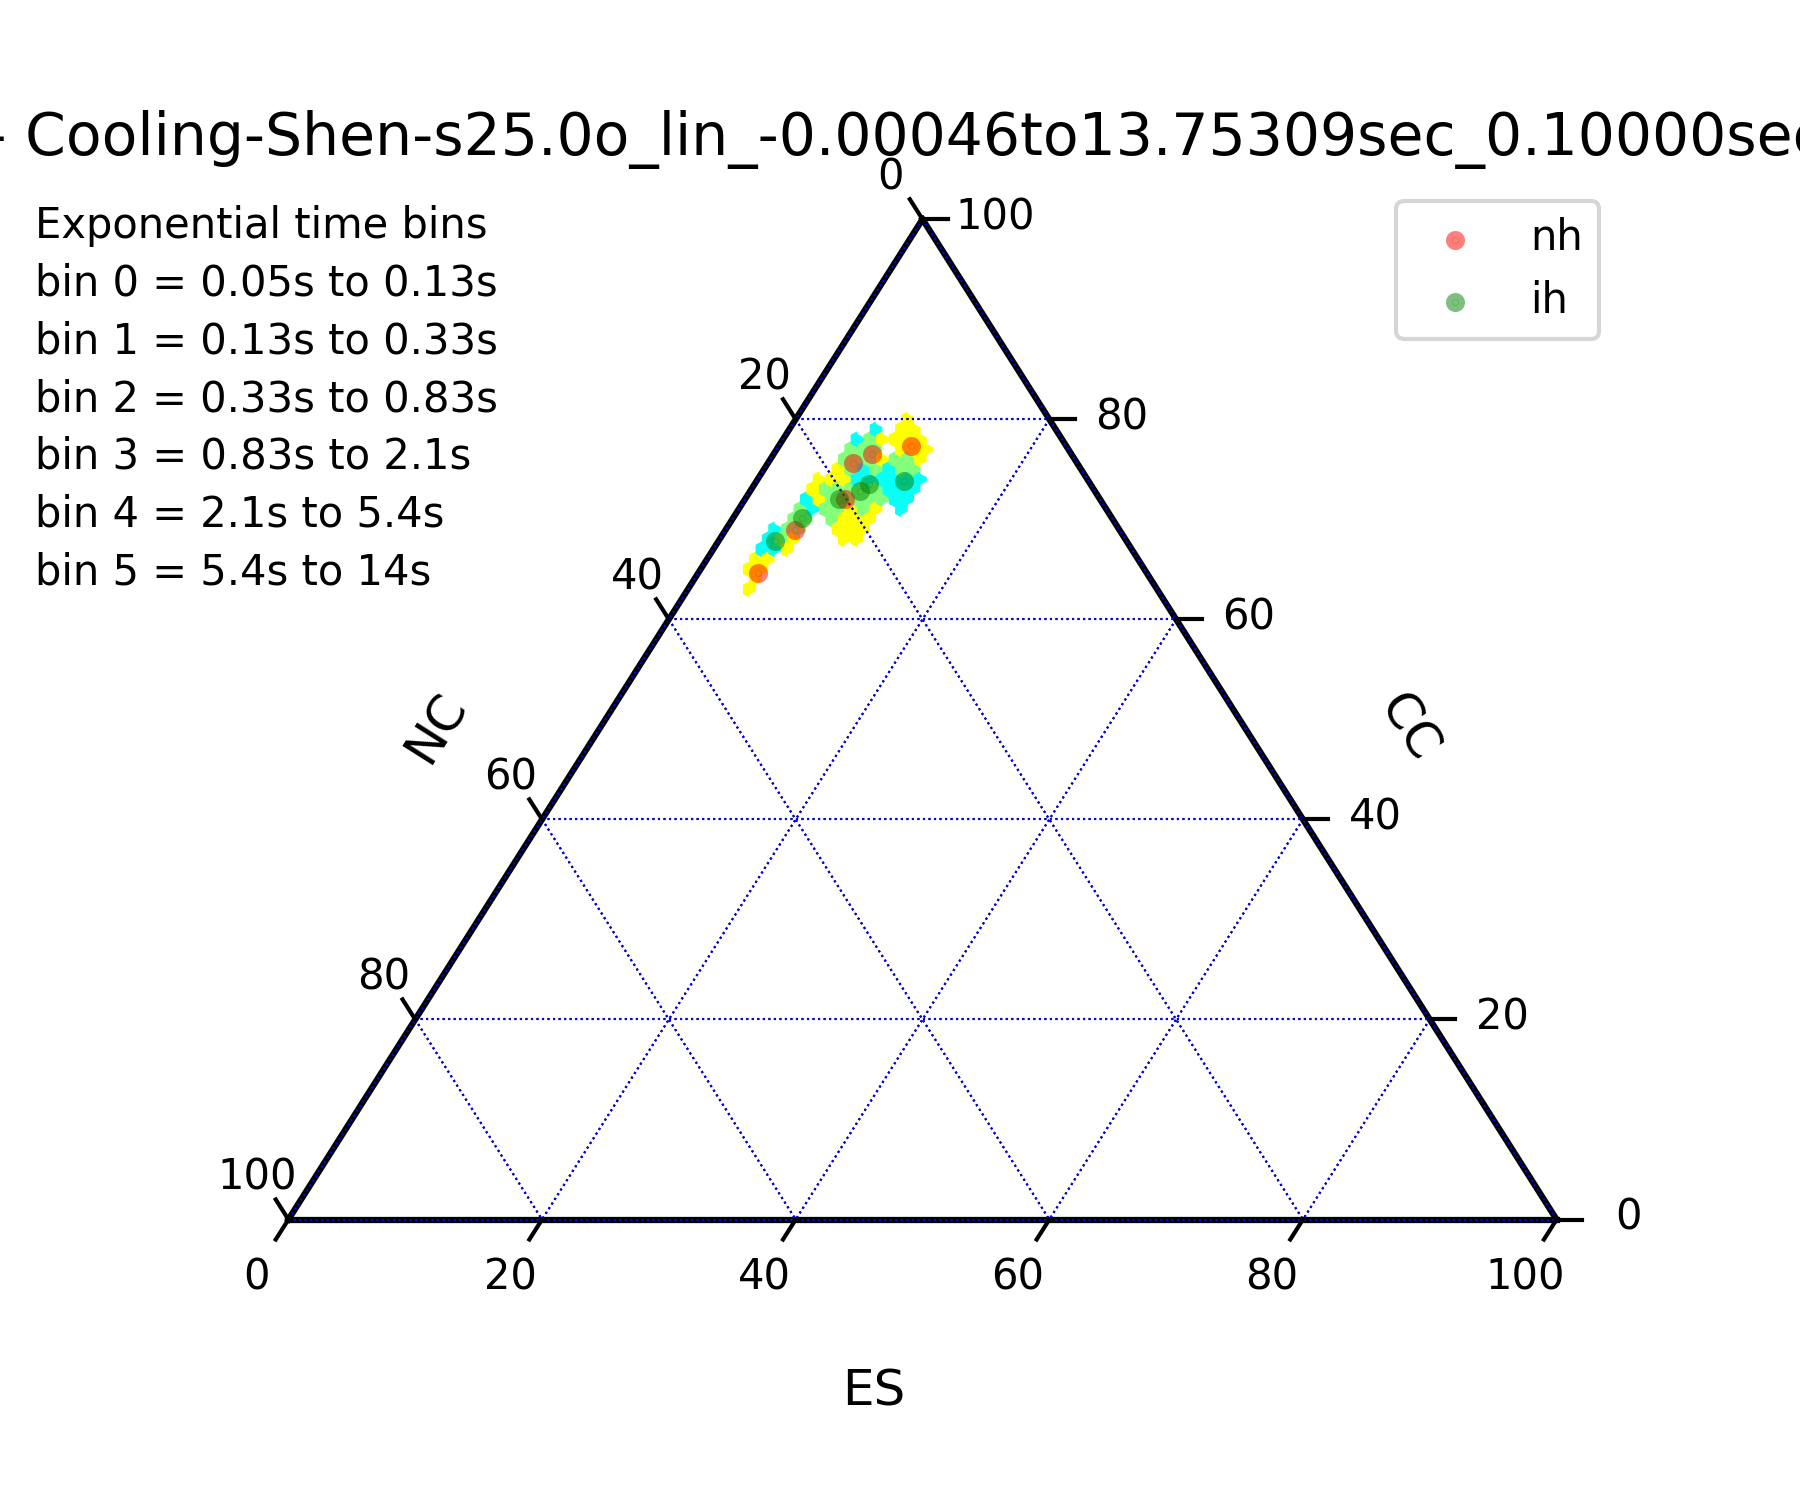 - Cooling-Shen-s25.0o_lin_-0.00046to13.75309sec_0.10000sec
0
Exponential time bins
100
nh
bin 0 = 0.05s to 0.13s
ih
bin 1 = 0.13s to 0.33s
20
bin 2 = 0.33s to 0.83s
80
bin 3 = 0.83s to 2.1s
bin 4 = 2.1s to 5.4s
bin 5 = 5.4s to 14s
40
60
NC
CC
60
40
80
20
100
0
0
20
40
60
80
100
ES